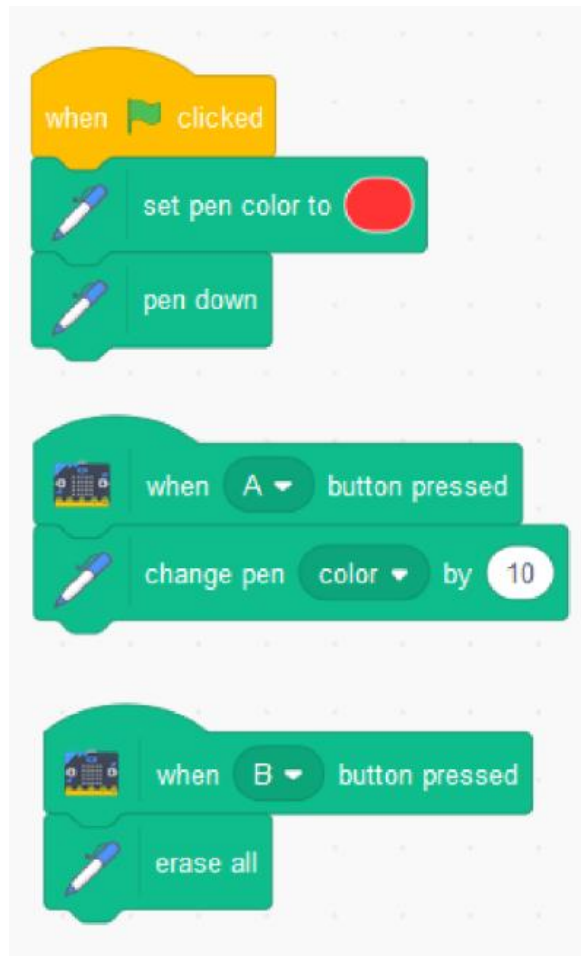 when clicked
set pen color to
pen down
when A button pressed
change pen color by 10
when B button pressed
erase all